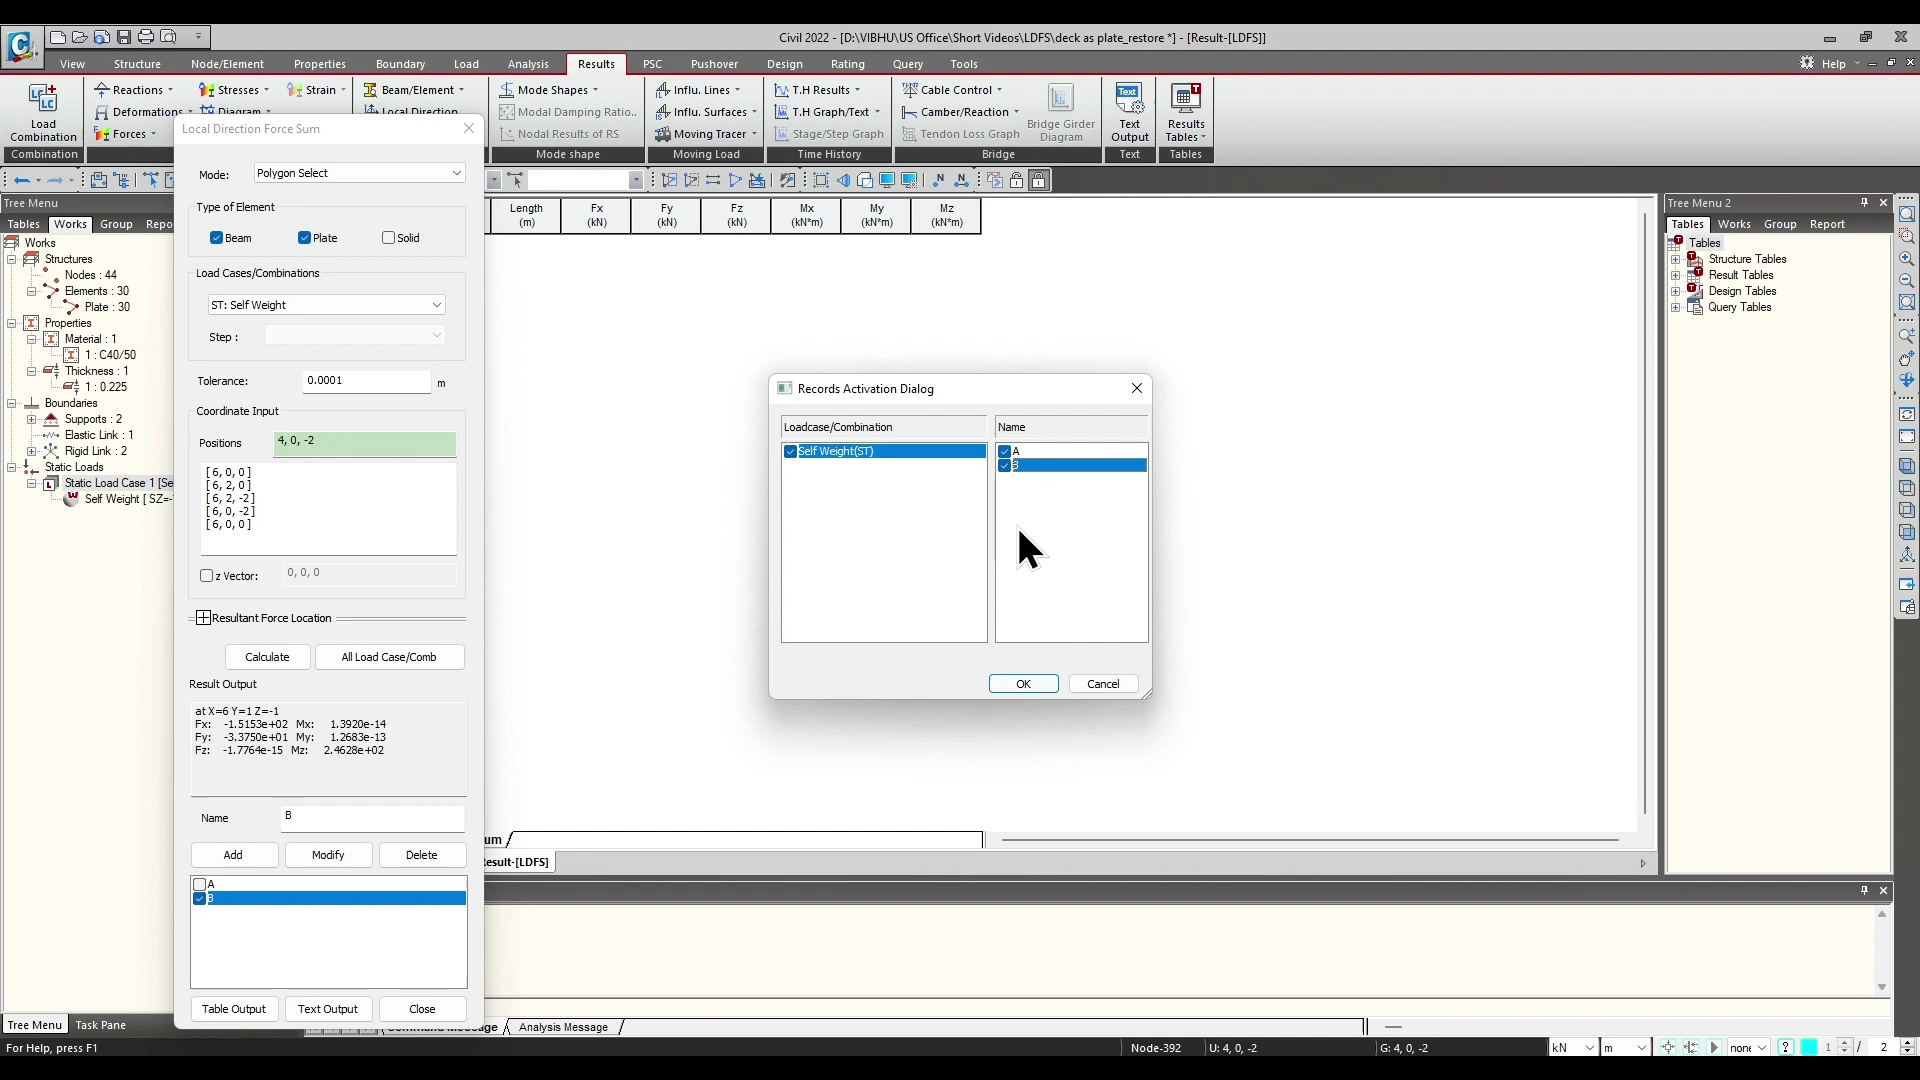 Civil 2022 - [D:\VIBHU\US Office\Short Videos\LDFS\deck as plate_restore *] - [Result-[LDFS]]
View Structure Node/Element Properties Boundary Load Analysis Results PSC Pushover Design Rating Query Tools Help
Load Combination
Combination
Reactions
Deformations
Forces
Stresses
Diagram
Strain
Beam/Element
Local Direction
Mode Shapes
Modal Damping Ratio..
Nodal Results of RS
Mode shape
Influ. Lines
Influ. Surfaces
Moving Tracer
Moving Load
T.H Results
T.H Graph/Text
Stage/Step Graph
Time History
Cable Control
Camber/Reaction
Tendon Loss Graph
Bridge Girder Diagram
Bridge
Text Output
Text
Results Tables
Tables
Tree Menu
Tables Works Group Repo
Works
Structures
Nodes : 44
Elements : 30
Plate : 30
Properties
Material : 1
1 : C40/50
Thickness : 1
1 : 0.225
Boundaries
Supports : 2
Elastic Link : 1
Rigid Link : 2
Static Loads
Static Load Case 1 [Se
Self Weight [ SZ=-
Tree Menu Task Pane
Local Direction Force Sum
Mode: Polygon Select
Type of Element
Beam Plate Solid
Load Cases/Combinations
ST: Self Weight
Step :
Tolerance: 0.0001 m
Coordinate Input
Positions 4, 0, -2
[ 6, 0, 0 ]
[ 6, 2, 0 ]
[ 6, 2, -2 ]
[ 6, 0, -2 ]
[ 6, 0, 0 ]
z Vector: 0, 0, 0
Resultant Force Location
Calculate All Load Case/Comb
Result Output
at X=6 Y=1 Z=-1
Fx: -1.5153e+02 Mx: 1.3920e-14
Fy: -3.3750e+01 My: 1.2683e-13
Fz: -1.7764e-15 Mz: 2.4628e+02
Name B
Add Modify Delete
A
B
Table Output Text Output Close
Length (m) Fx (kN) Fy (kN) Fz (kN) Mx (kN*m) My (kN*m) Mz (kN*m)
Records Activation Dialog
Loadcase/Combination Name
Self Weight(ST) A
B
OK Cancel
um
esult-[LDFS]
Analysis Message
Tree Menu 2
Tables Works Group Report
Tables
Structure Tables
Result Tables
Design Tables
Query Tables
For Help, press F1
Node-392 U: 4, 0, -2 G: 4, 0, -2 kN m none 1 / 2